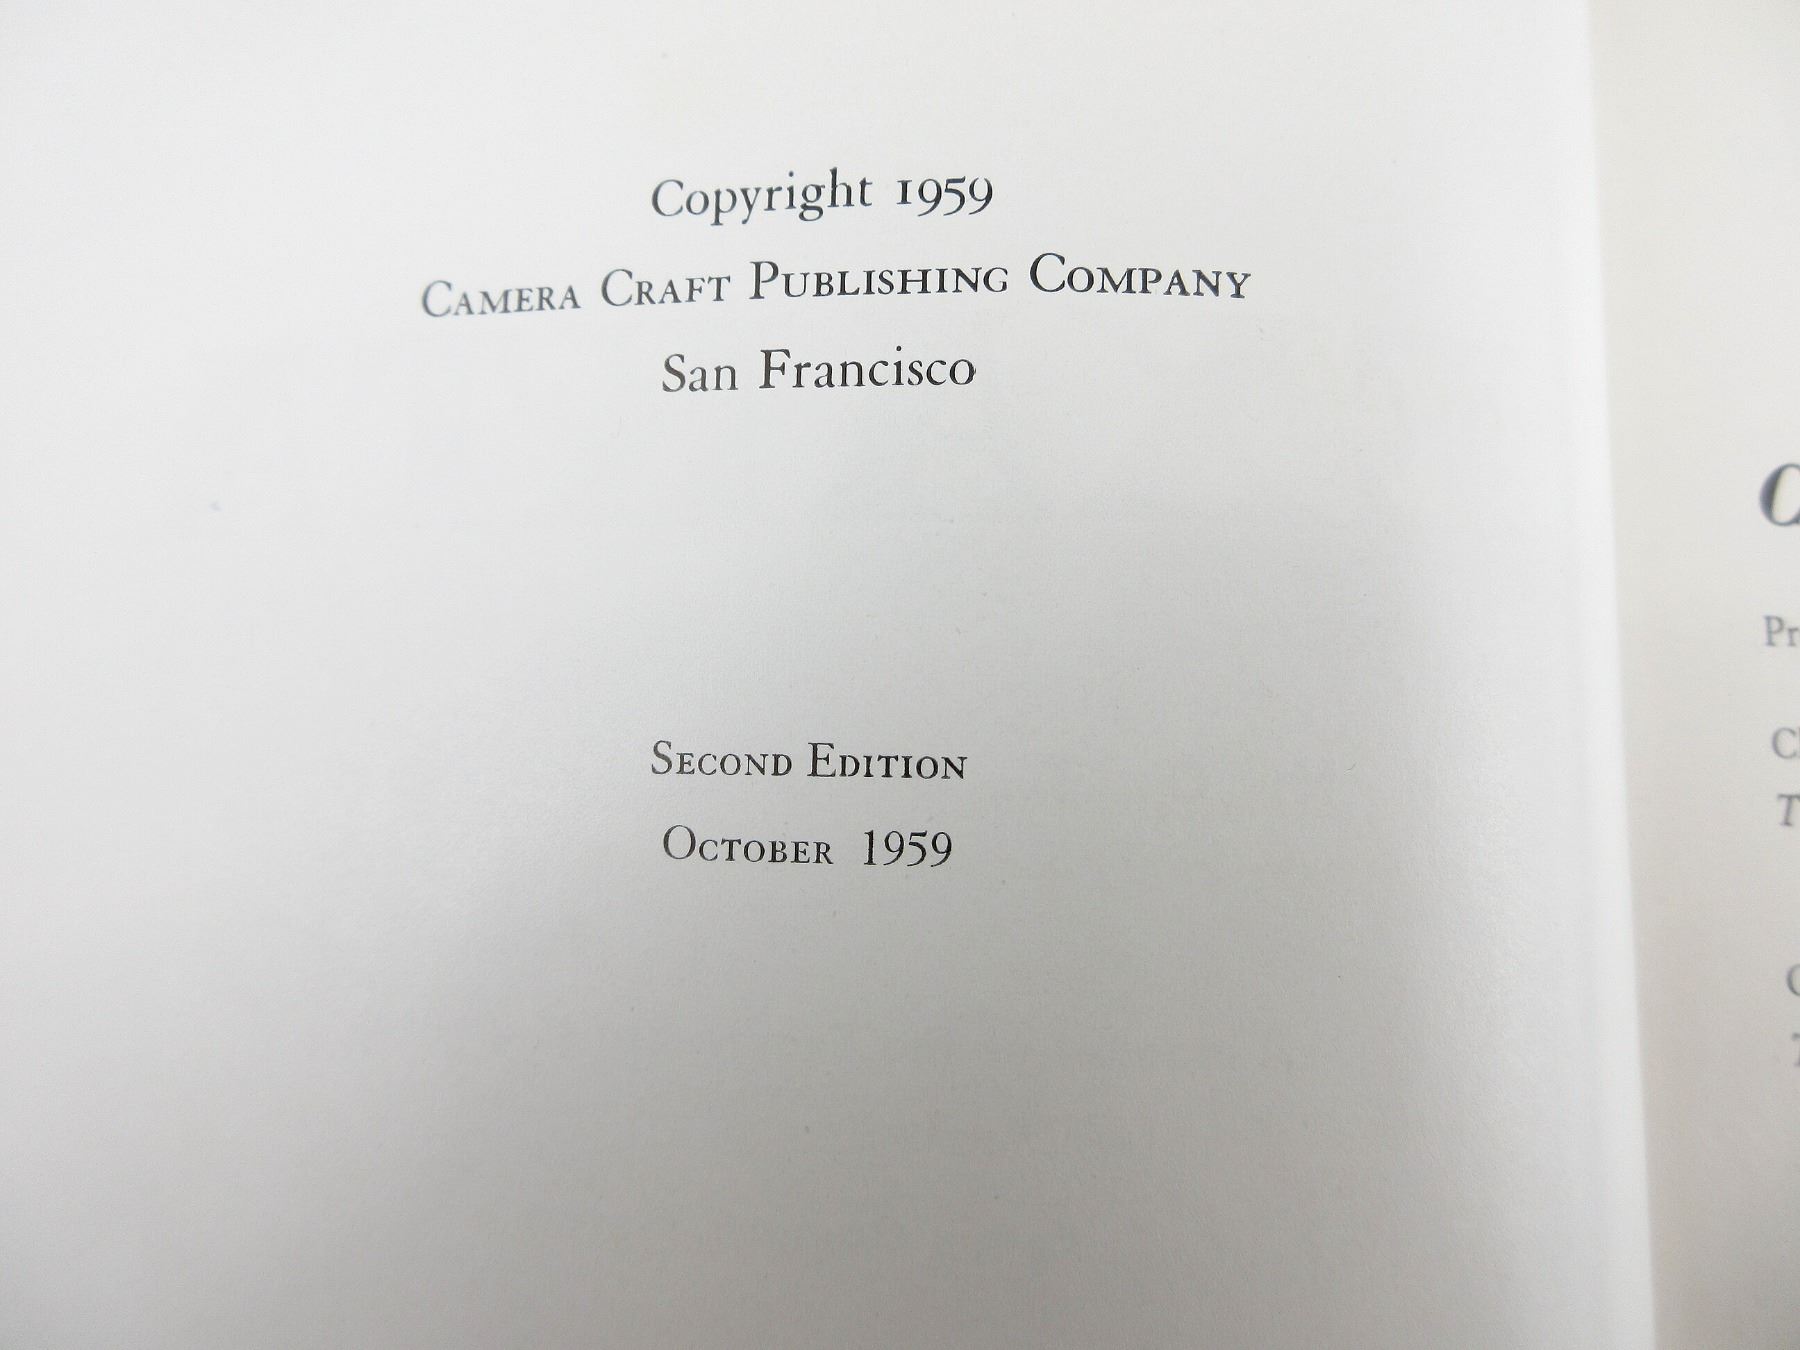 Copyright 1959
CAMERA CRAFT PUBLISHING COMPANY
San Francisco
SECOND EDITION
OCTOBER 1959